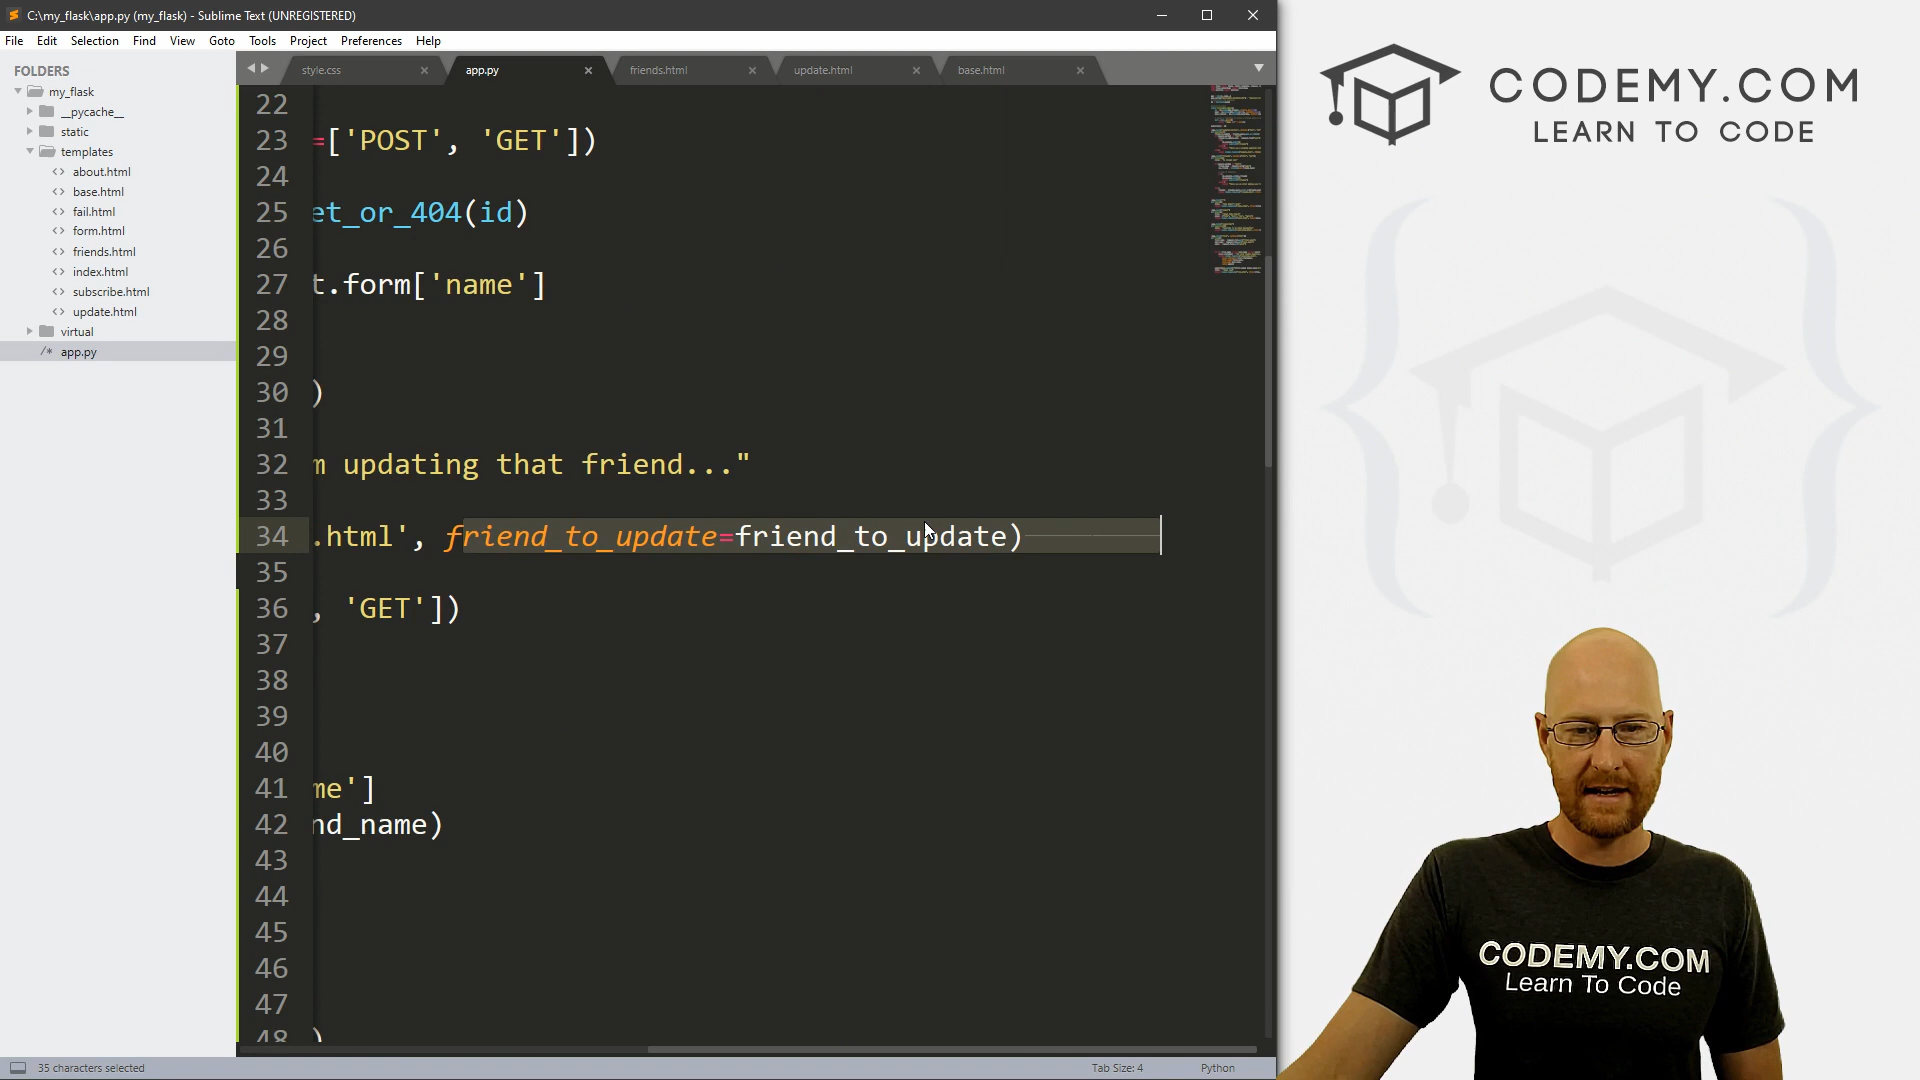 C:\my_flask\app.py (my_flask) - Sublime Text (UNREGISTERED)
File Edit Selection Find View Goto Tools Project Preferences Help
FOLDERS
my_flask
__pycache__
static
templates
about.html
base.html
fail.html
form.html
friends.html
index.html
subscribe.html
update.html
virtual
app.py
style.css app.py friends.html update.html base.html
22
23 =['POST', 'GET'])
24
25 et_or_404(id)
26
27 t.form['name']
28
29
30 )
31
32 m updating that friend..."
33
34 .html', friend_to_update=friend_to_update)
35
36 , 'GET'])
37
38
39
40
41 me']
42 nd_name)
43
44
45
46
47
48 )
35 characters selected
Tab Size: 4 Python
CODEMY.COM
LEARN TO CODE
CODEMY.COM
Learn To Code